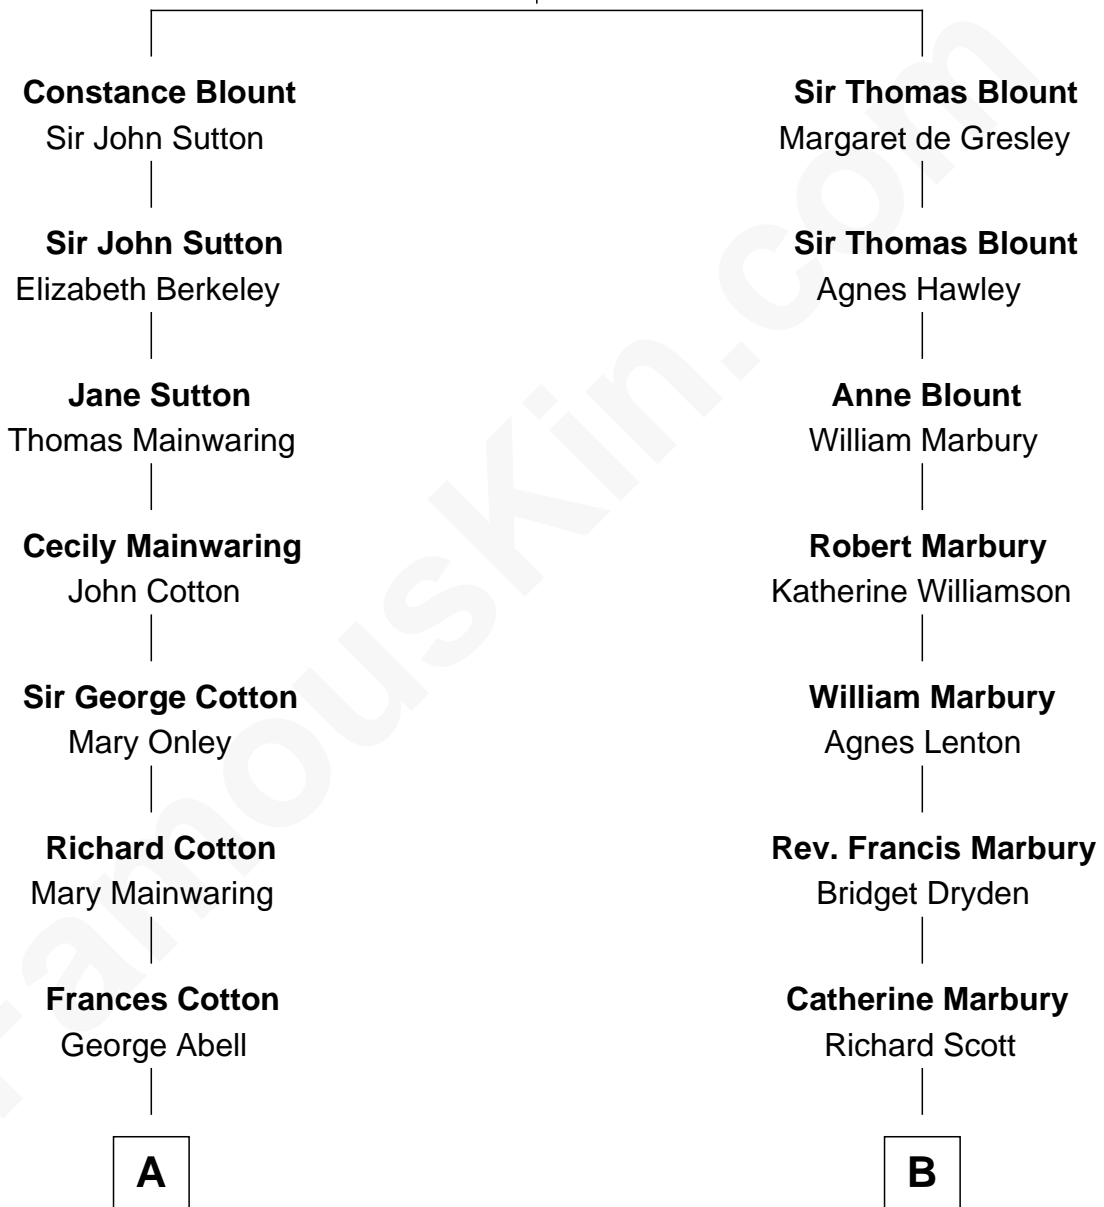 Constance Blount
Sir John Sutton
Sir John Sutton
Elizabeth Berkeley
Jane Sutton
Thomas Mainwaring
Cecily Mainwaring
John Cotton
Sir George Cotton
Mary Onley
Richard Cotton
Mary Mainwaring
Frances Cotton
George Abell
A
Sir Thomas Blount
Margaret de Gresley
Sir Thomas Blount
Agnes Hawley
Anne Blount
William Marbury
Robert Marbury
Katherine Williamson
William Marbury
Agnes Lenton
Rev. Francis Marbury
Bridget Dryden
Catherine Marbury
Richard Scott
B
FamousKin.com